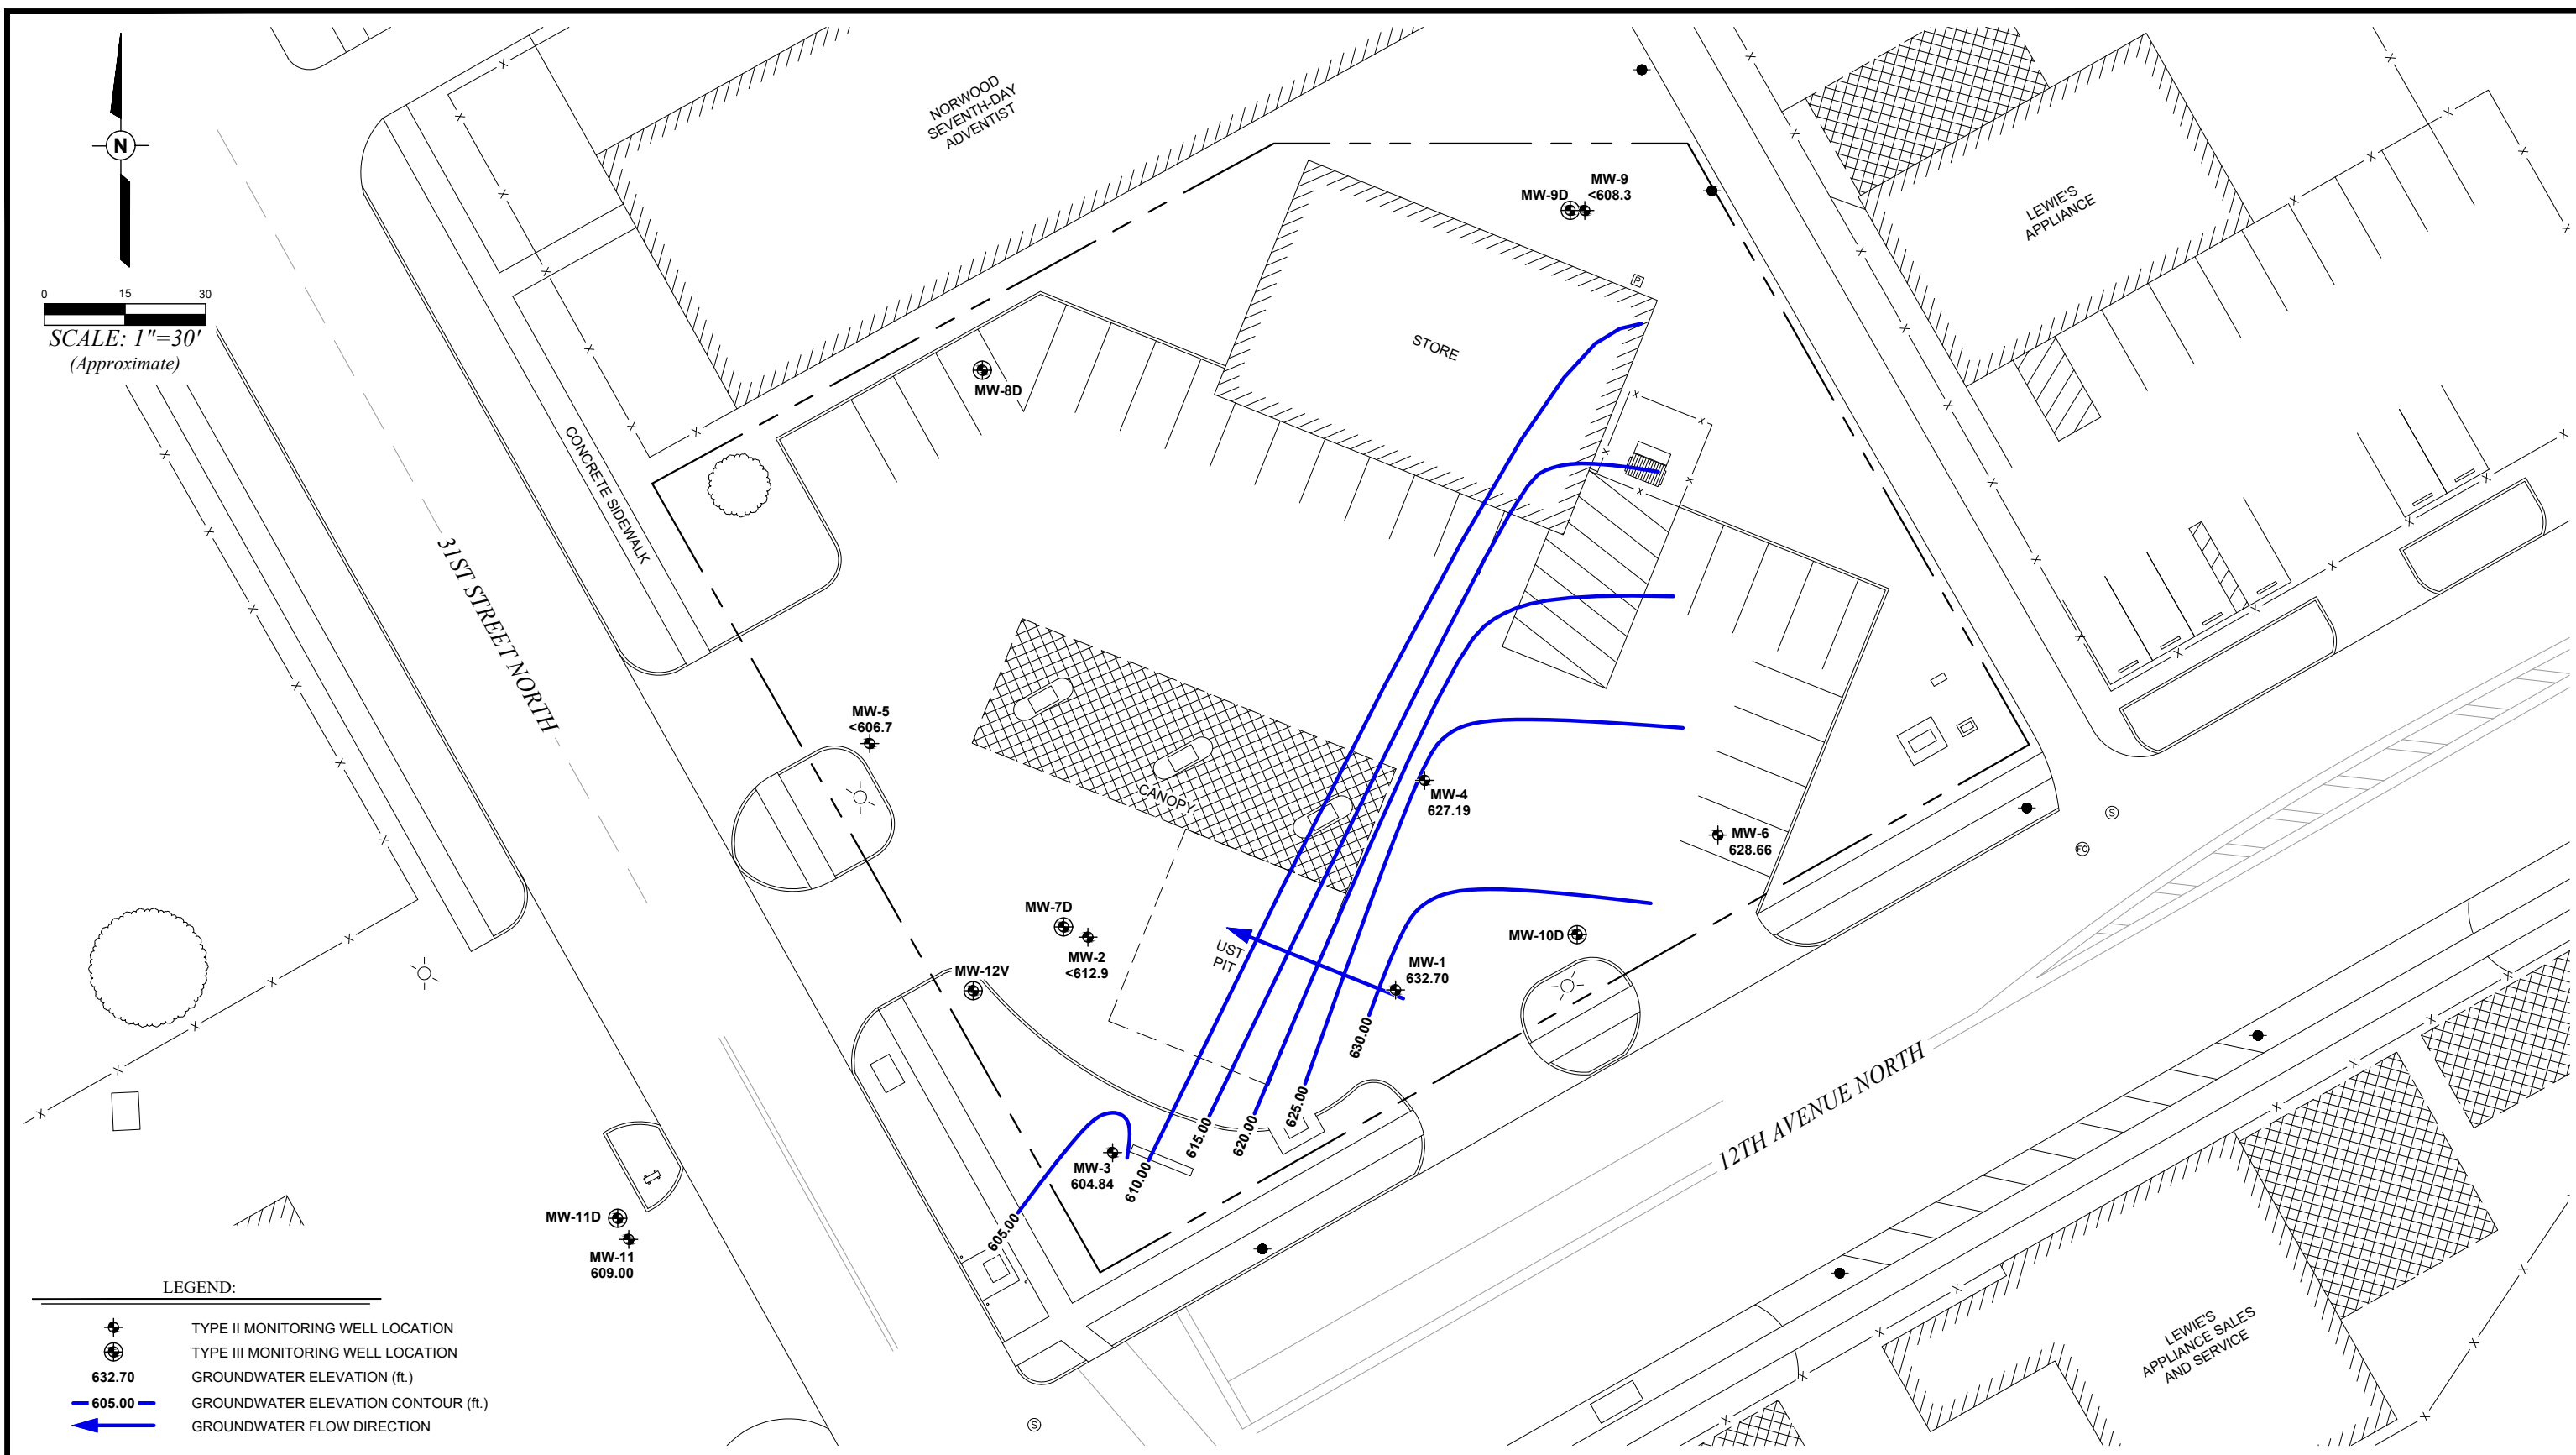 NORWOOD
SEVENTH-DAY
ADVENTIST
N
0 15 30
SCALE: 1"=30'
(Approximate)
MW-9
<608.3
MW-9D
P
LEWIE'S
APPLIANCE
STORE
MW-8D
CONCRETE SIDEWALK
31ST STREET NORTH
MW-5
<606.7
CANOPY
MW-4
627.19
MW-6
628.66
S
FO
MW-7D
MW-2
<612.9
UST
PIT
MW-10D
MW-1
632.70
MW-12V
630.00
625.00
620.00
615.00
610.00
605.00
MW-3
604.84
12TH AVENUE NORTH
MW-11D
MW-11
609.00
LEWIE'S
APPLIANCE SALES
AND SERVICE
S
LEGEND:
TYPE II MONITORING WELL LOCATION
TYPE III MONITORING WELL LOCATION
632.70 GROUNDWATER ELEVATION (ft.)
605.00 GROUNDWATER ELEVATION CONTOUR (ft.)
GROUNDWATER FLOW DIRECTION